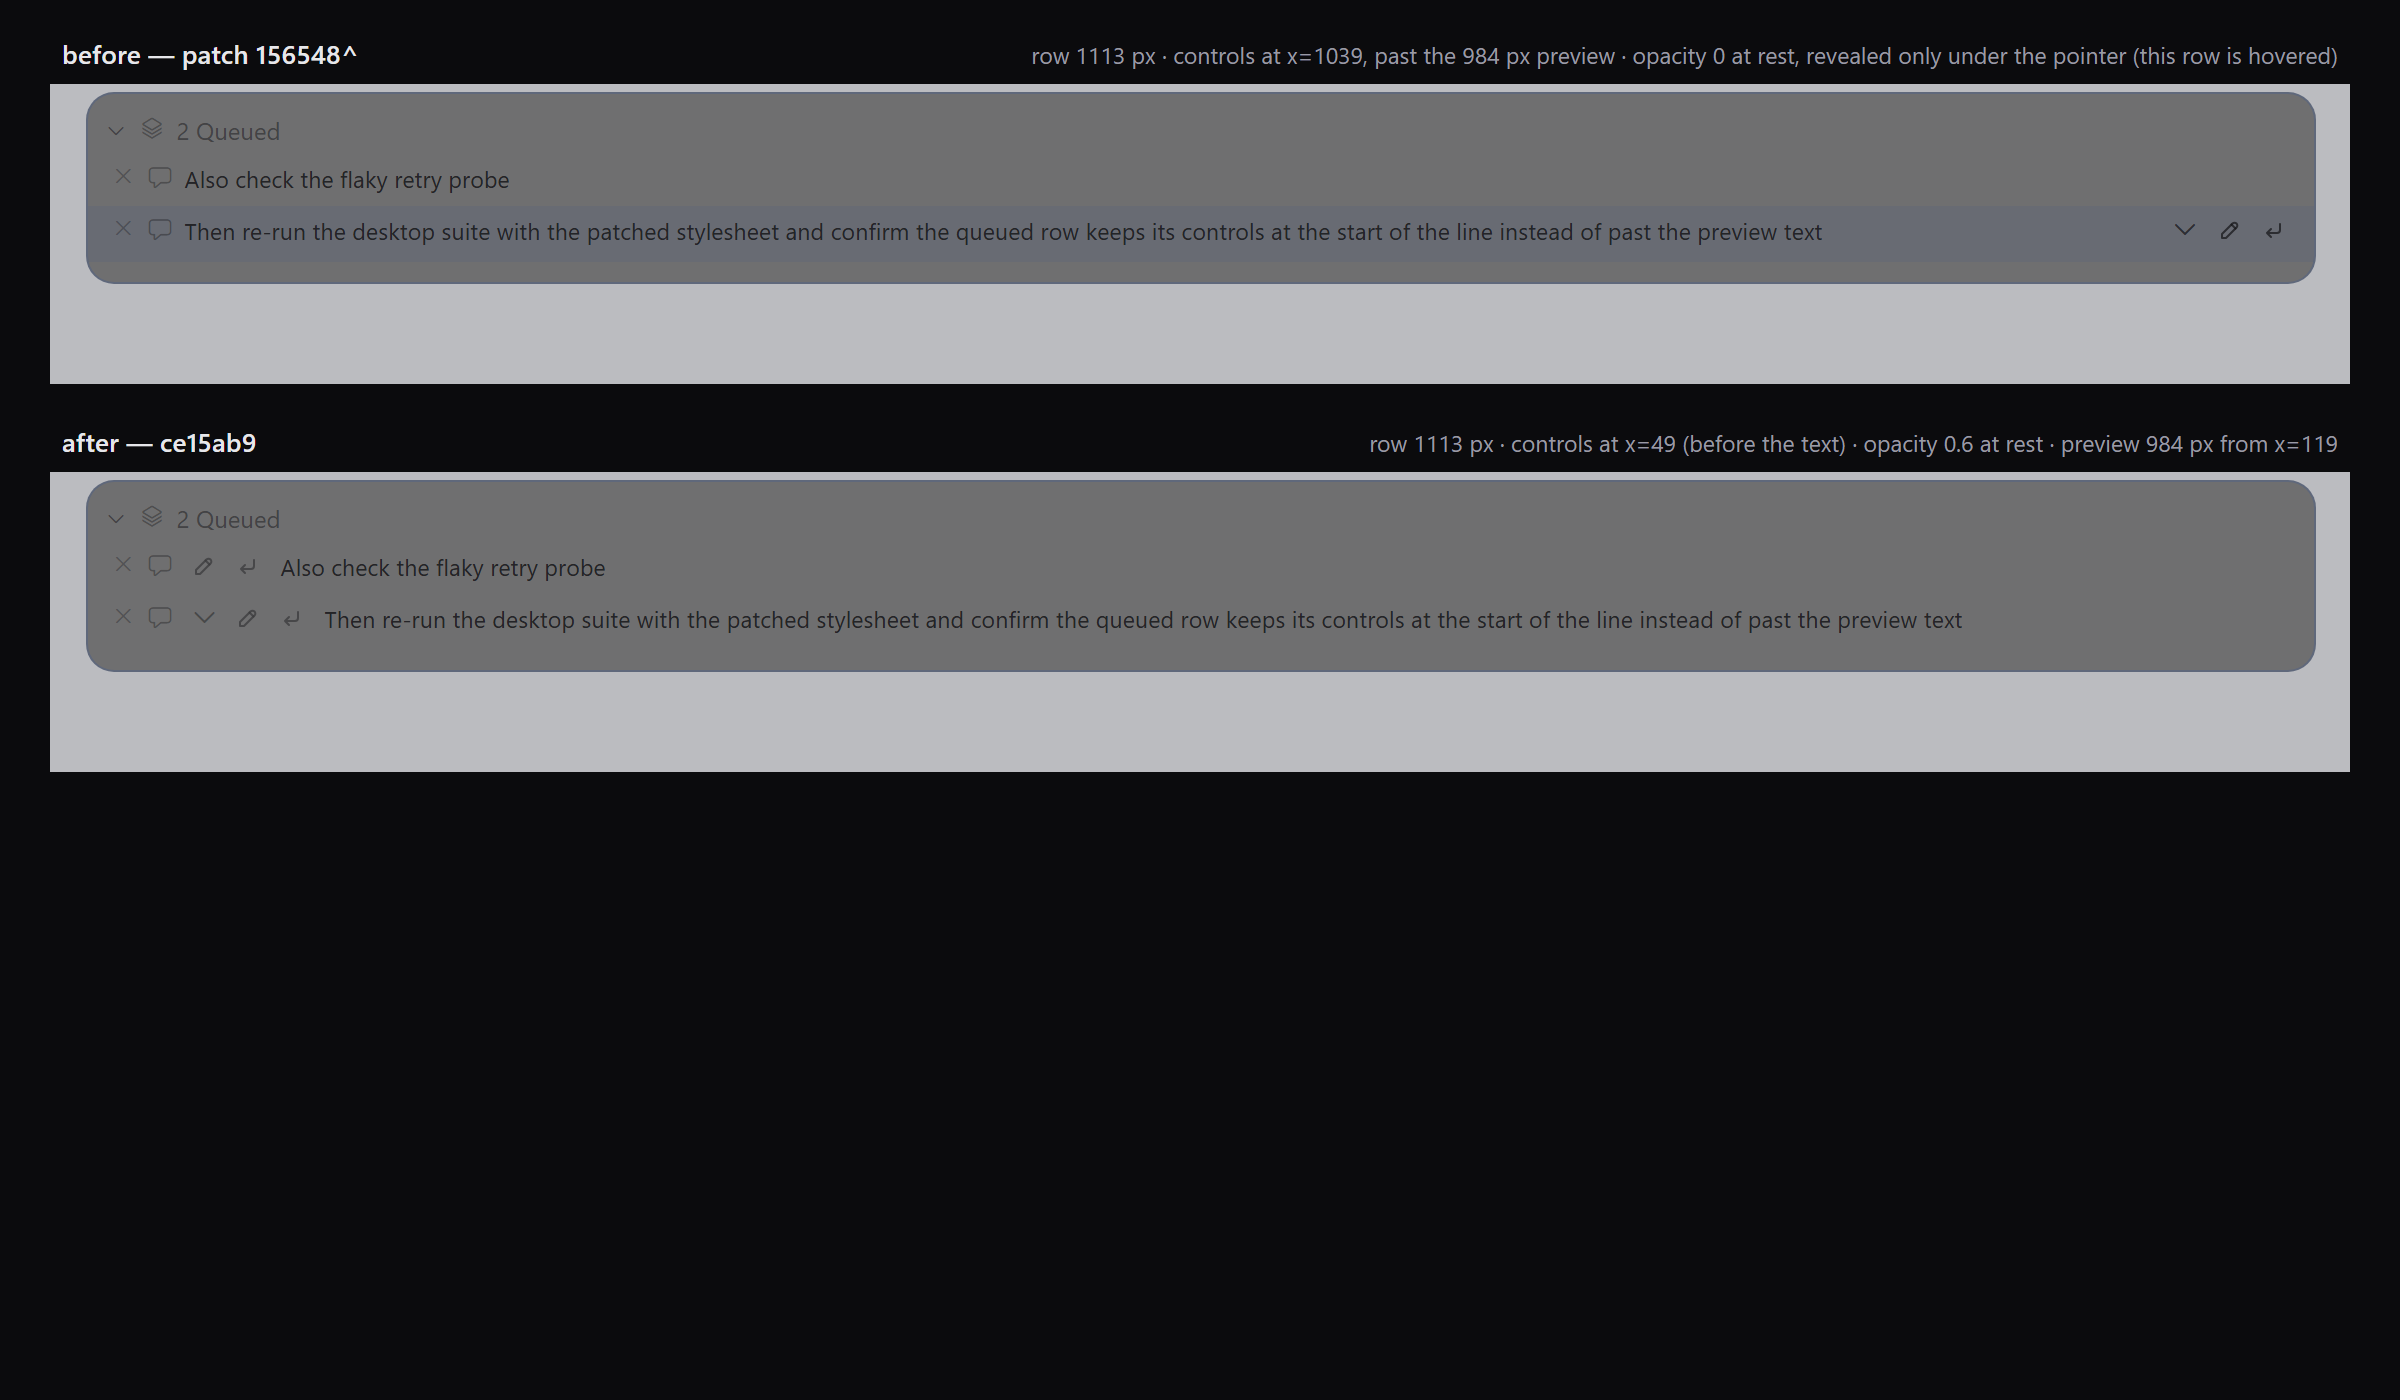 before — patch 156548^
row 1113 px · controls at x=1039, past the 984 px preview · opacity 0 at rest, revealed only under the pointer (this row is hovered)
2 Queued
Also check the flaky retry probe
Then re-run the desktop suite with the patched stylesheet and confirm the queued row keeps its controls at the start of the line instead of past the preview text
after — ce15ab9
row 1113 px · controls at x=49 (before the text) · opacity 0.6 at rest · preview 984 px from x=119
2 Queued
Also check the flaky retry probe
Then re-run the desktop suite with the patched stylesheet and confirm the queued row keeps its controls at the start of the line instead of past the preview text